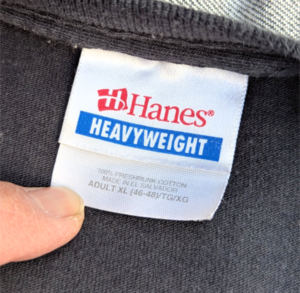 Hanes®
HEAVYWEIGHT
100% PRESHRUNK COTTON
MADE IN EL SALVADOR
ADULT XL (46-48)/TG/XG